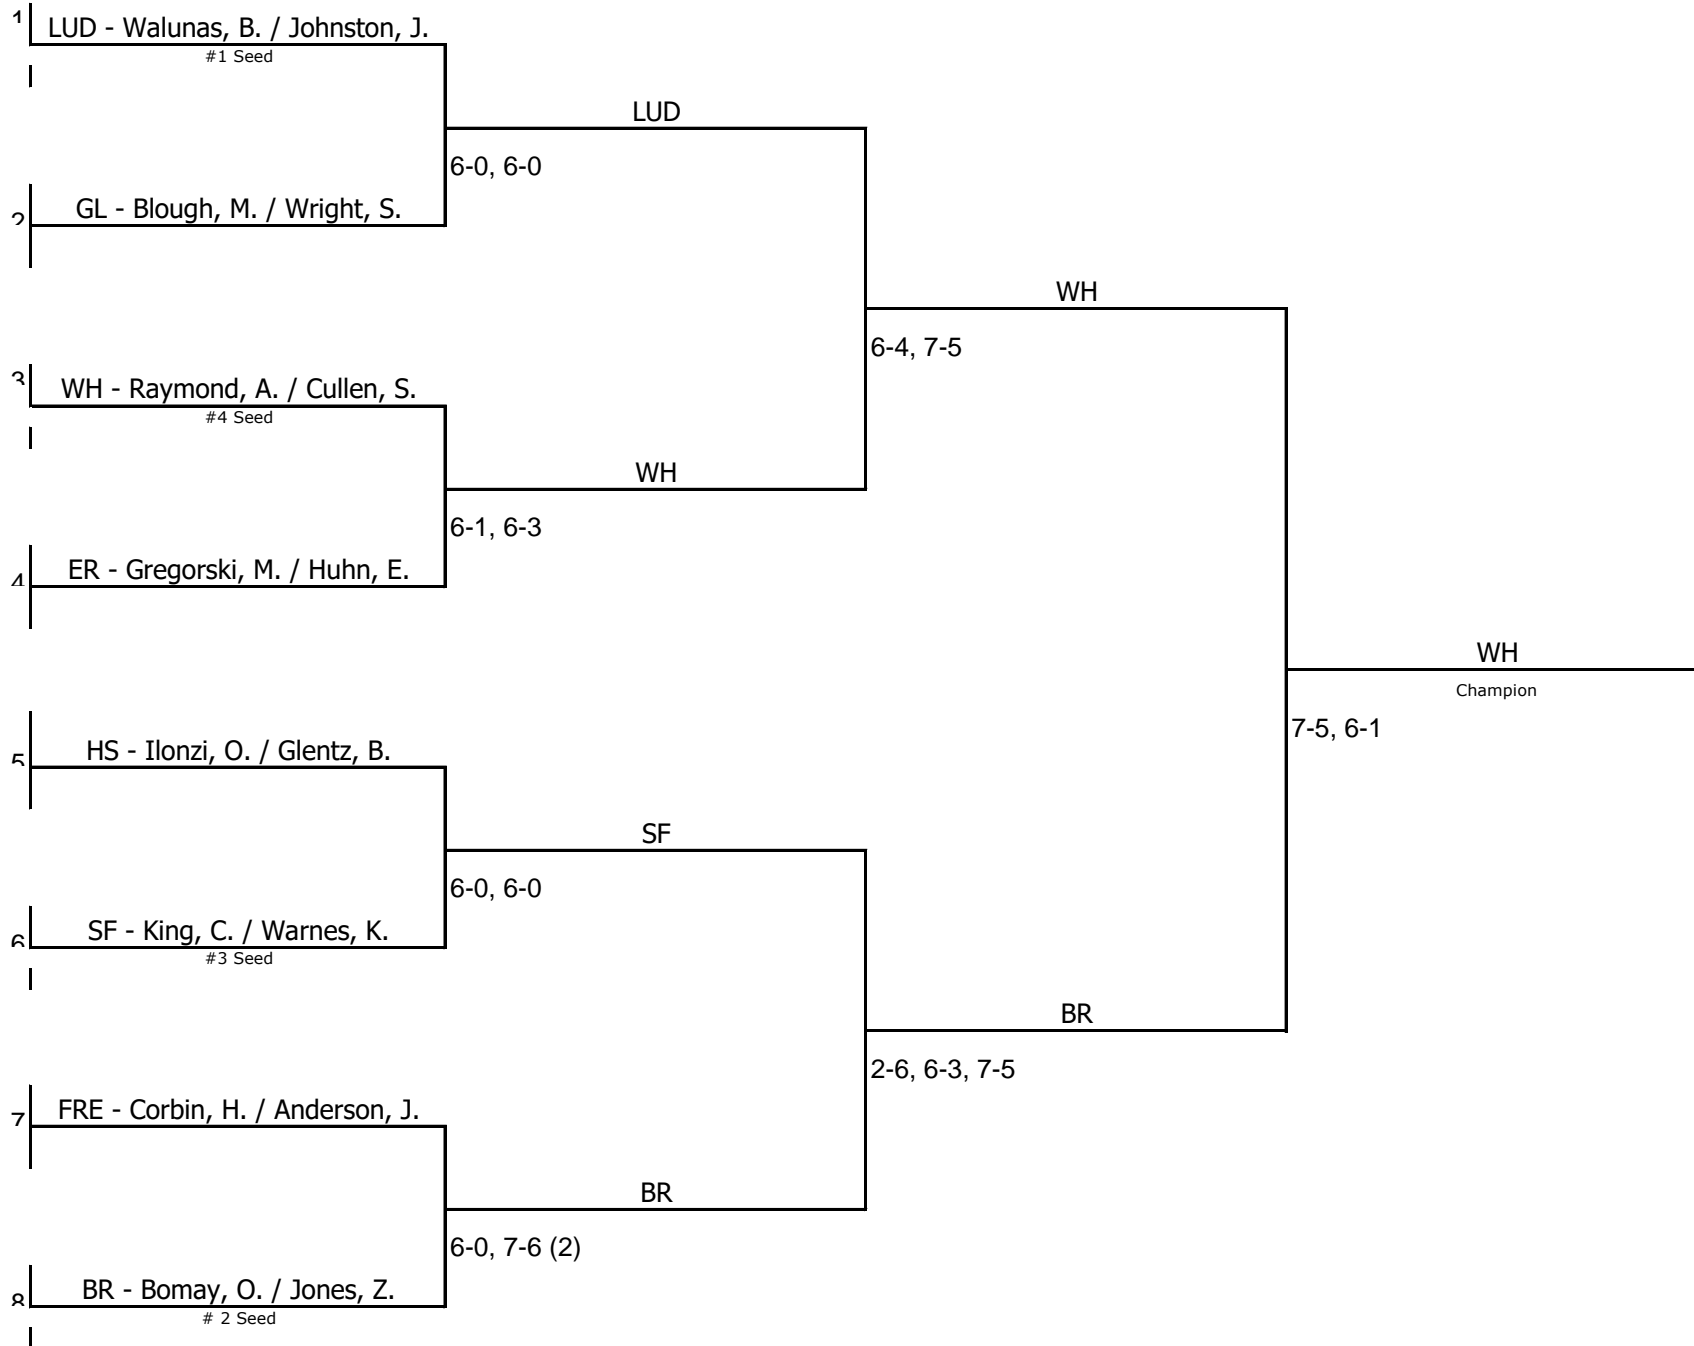 1
LUD - Walunas, B. / Johnston, J.
#1 Seed
LUD
6-0, 6-0
2
GL - Blough, M. / Wright, S.
WH
6-4, 7-5
3
WH - Raymond, A. / Cullen, S.
#4 Seed
WH
6-1, 6-3
4
ER - Gregorski, M. / Huhn, E.
WH
Champion
7-5, 6-1
5
HS - Ilonzi, O. / Glentz, B.
SF
6-0, 6-0
6
SF - King, C. / Warnes, K.
#3 Seed
BR
2-6, 6-3, 7-5
7
FRE - Corbin, H. / Anderson, J.
BR
6-0, 7-6 (2)
8
BR - Bomay, O. / Jones, Z.
# 2 Seed